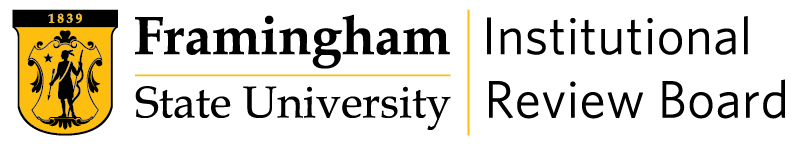 1839
Framingham
State University
Institutional
Review Board